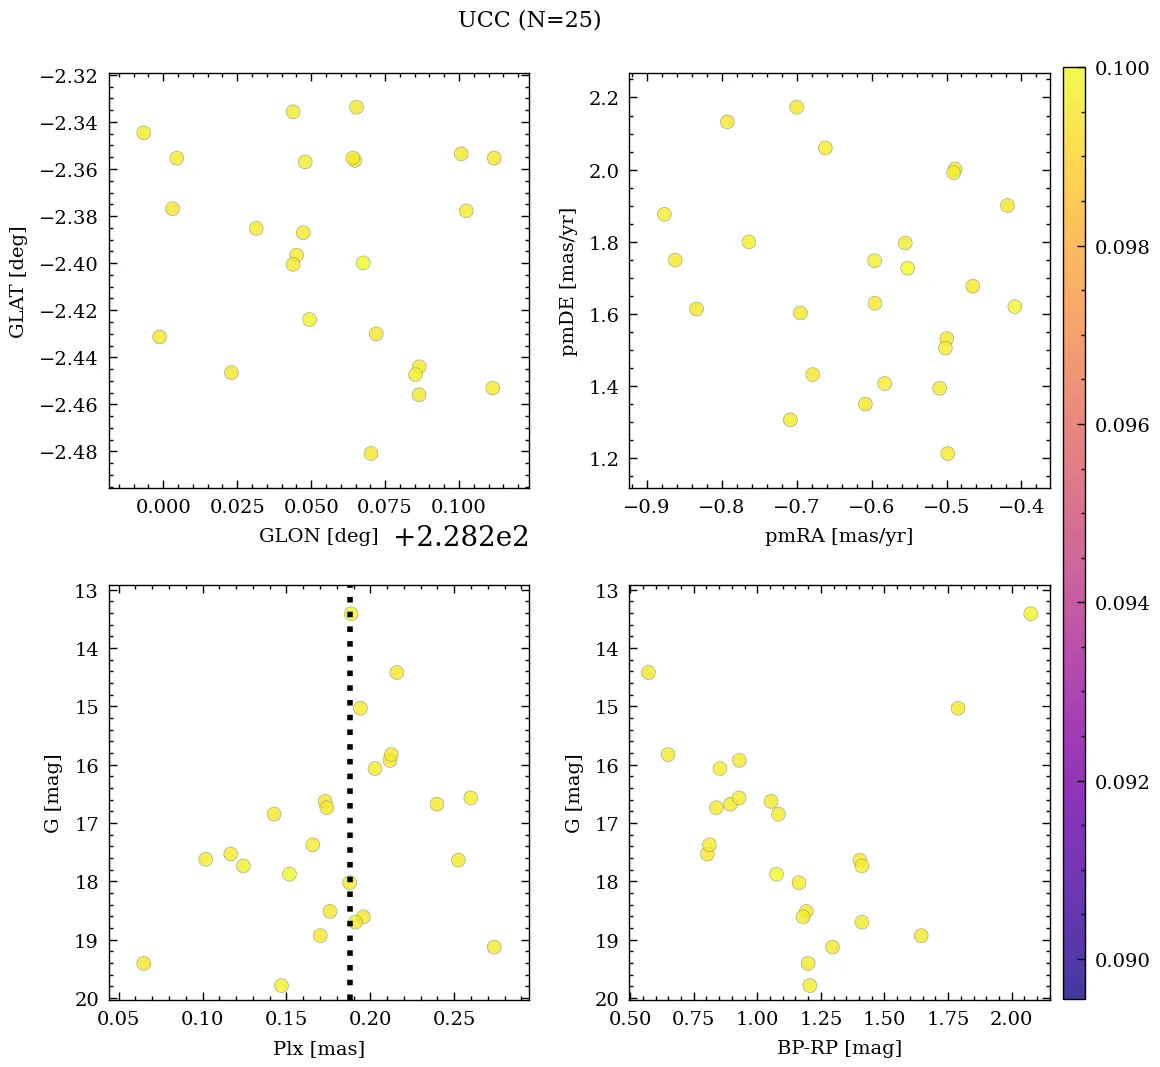 UCC (N=25)
−2.32
−2.34
−2.36
−2.38
−2.40
−2.42
−2.44
−2.46
−2.48
GLAT [deg]
0.000 0.025 0.050 0.075 0.100
GLON [deg] +2.282e2
2.2
2.0
1.8
1.6
1.4
1.2
pmDE [mas/yr]
−0.9 −0.8 −0.7 −0.6 −0.5 −0.4
pmRA [mas/yr]
13
14
15
16
17
18
19
20
G [mag]
0.05 0.10 0.15 0.20 0.25
Plx [mas]
13
14
15
16
17
18
19
20
G [mag]
0.50 0.75 1.00 1.25 1.50 1.75 2.00
BP-RP [mag]
0.100
0.098
0.096
0.094
0.092
0.090